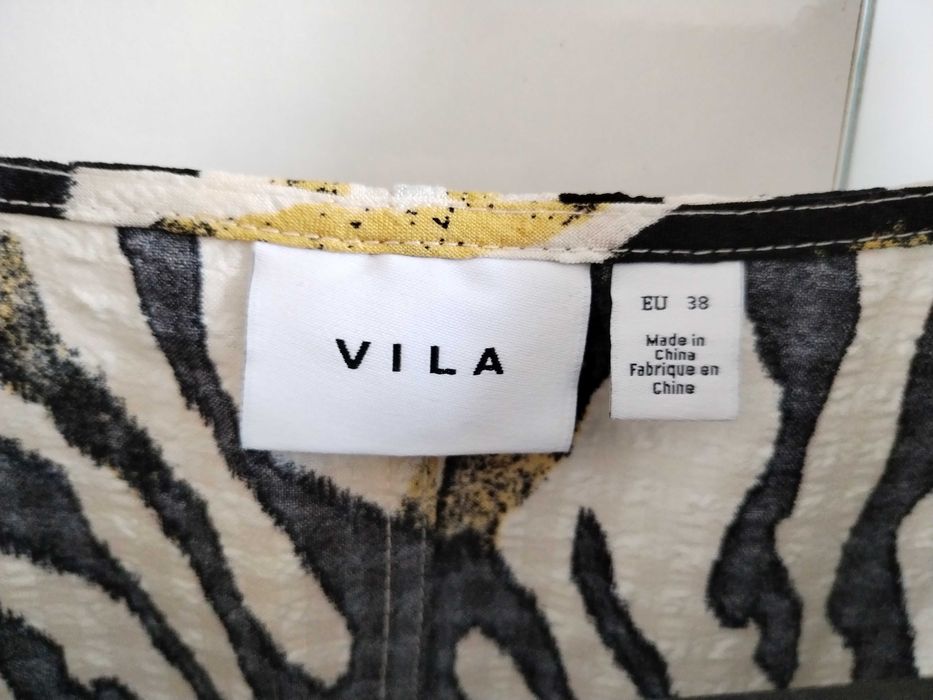 VILA
EU 38
Made in
China
Fabrique en
Chine